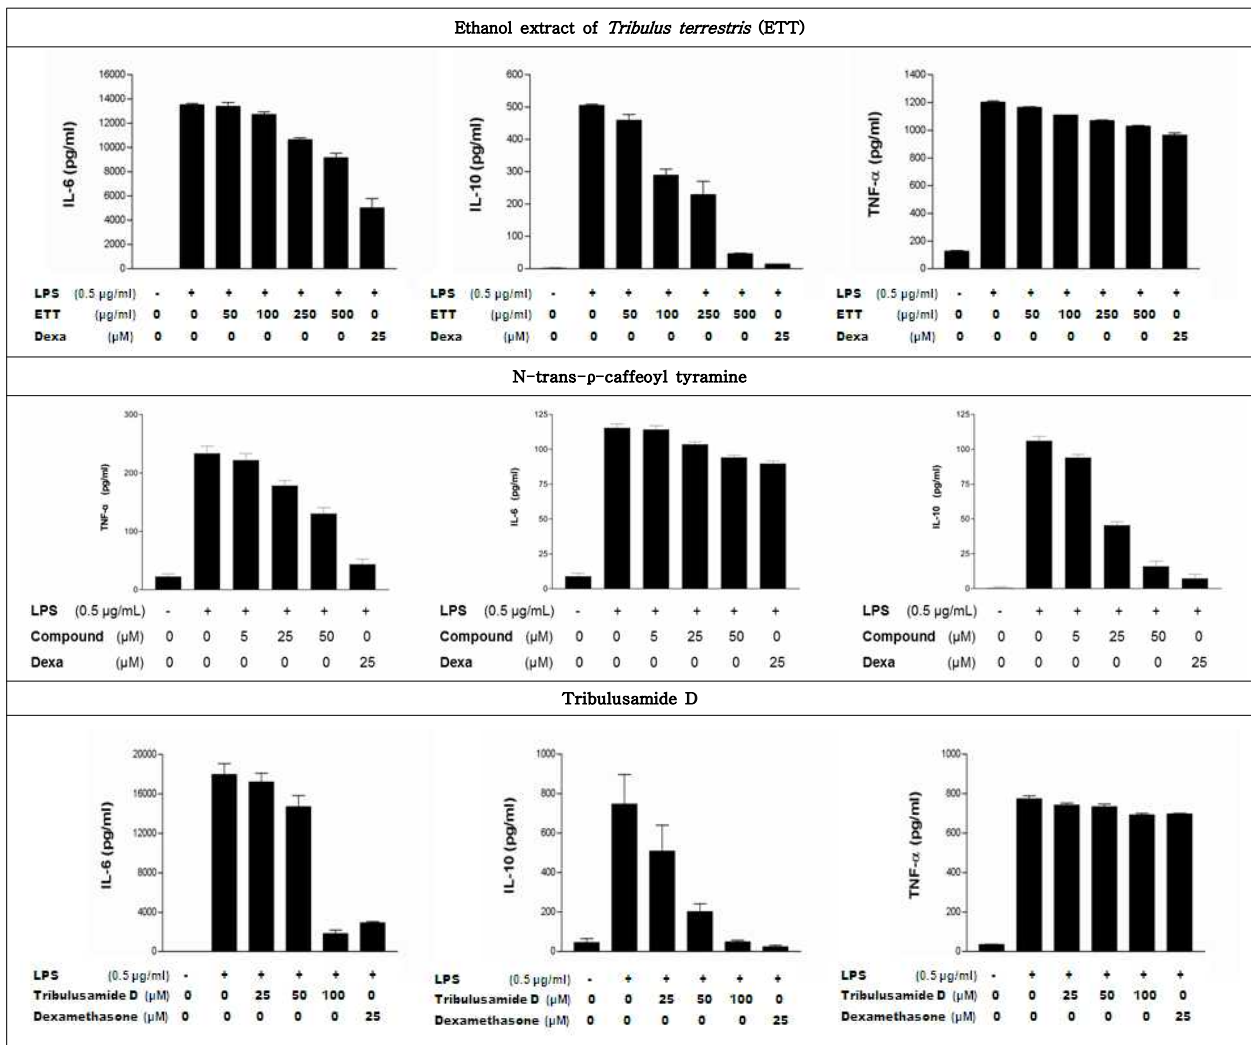 Ethanol extract of Tribulus terrestris (ETT)
IL-6 (pg/ml)
16000
14000
12000
10000
8000
6000
4000
2000
0
LPS (0.5 µg/ml) - + + + + + +
ETT (µg/ml) 0 0 50 100 250 500 0
Dexa (µM) 0 0 0 0 0 0 25
IL-10 (pg/ml)
600
500
400
300
200
100
0
LPS (0.5 µg/ml) - + + + + + +
ETT (µg/ml) 0 0 50 100 250 500 0
Dexa (µM) 0 0 0 0 0 0 25
TNF-α (pg/ml)
1400
1200
1000
800
600
400
200
0
LPS (0.5 µg/ml) - + + + + + +
ETT (µg/ml) 0 0 50 100 250 500 0
Dexa (µM) 0 0 0 0 0 0 25
N-trans-ρ-caffeoyl tyramine
TNF-α (pg/ml)
300
200
100
0
LPS (0.5 µg/mL) - + + + + +
Compound (µM) 0 0 5 25 50 0
Dexa (µM) 0 0 0 0 0 25
IL-6 (pg/ml)
125
100
75
50
25
0
LPS (0.5 µg/mL) - + + + + +
Compound (µM) 0 0 5 25 50 0
Dexa (µM) 0 0 0 0 0 25
IL-10 (pg/ml)
125
100
75
50
25
0
LPS (0.5 µg/mL) - + + + + +
Compound (µM) 0 0 5 25 50 0
Dexa (µM) 0 0 0 0 0 25
Tribulusamide D
IL-6 (pg/ml)
20000
16000
12000
8000
4000
0
LPS (0.5 µg/ml) - + + + + +
Tribulusamide D (µM) 0 0 25 50 100 0
Dexamethasone (µM) 0 0 0 0 0 25
IL-10 (pg/ml)
1000
800
600
400
200
0
LPS (0.5 µg/ml) - + + + + +
Tribulusamide D (µM) 0 0 25 50 100 0
Dexamethasone (µM) 0 0 0 0 0 25
TNF-α (pg/ml)
1000
800
600
400
200
0
LPS (0.5 µg/ml) - + + + + +
Tribulusamide D (µM) 0 0 25 50 100 0
Dexamethasone (µM) 0 0 0 0 0 25